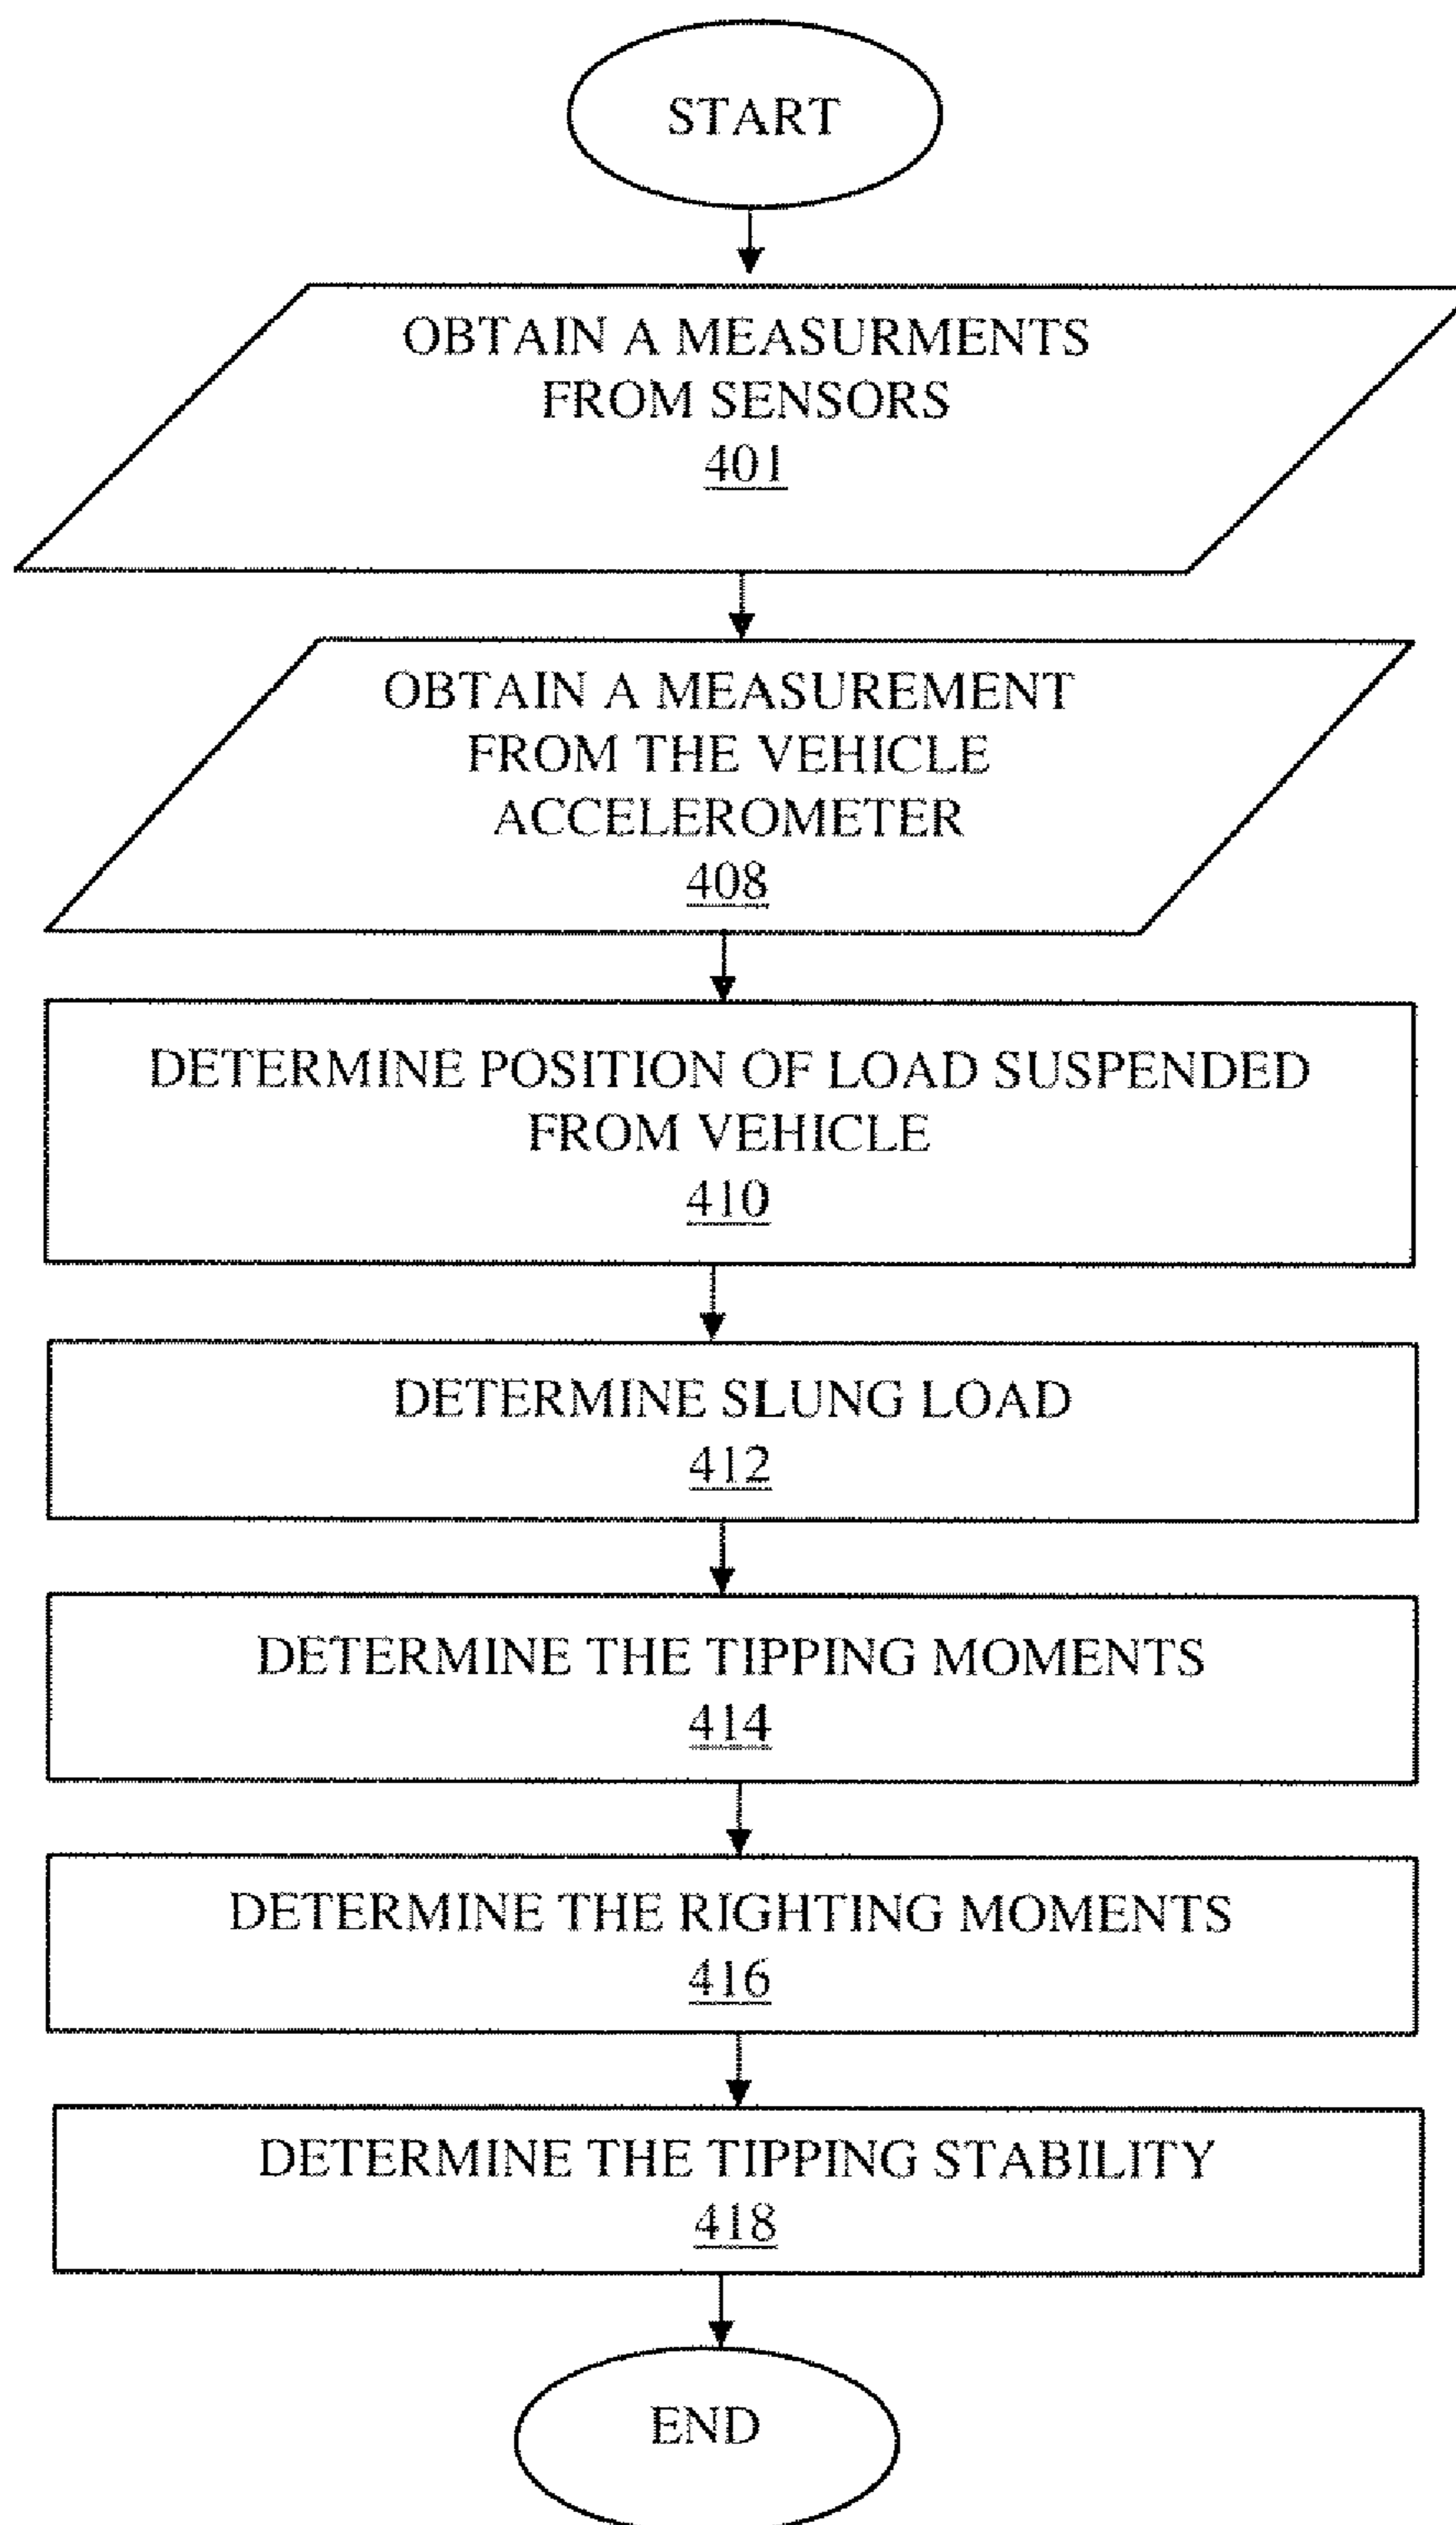 START
OBTAIN A MEASURMENTS
FROM SENSORS
401
OBTAIN A MEASUREMENT
FROM THE VEHICLE
ACCELEROMETER
408
DETERMINE POSITION OF LOAD SUSPENDED
FROM VEHICLE
410
DETERMINE SLUNG LOAD
412
DETERMINE THE TIPPING MOMENTS
414
DETERMINE THE RIGHTING MOMENTS
416
DETERMINE THE TIPPING STABILITY
418
END